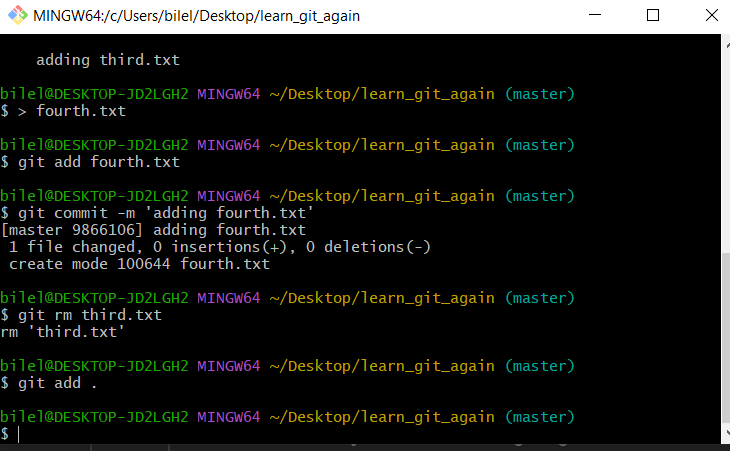 MINGW64:/c/Users/bilel/Desktop/learn_git_again
adding third.txt
bilel@DESKTOP-JD2LGH2 MINGW64 ~/Desktop/learn_git_again (master)
$ > fourth.txt
bilel@DESKTOP-JD2LGH2 MINGW64 ~/Desktop/learn_git_again (master)
$ git add fourth.txt
bilel@DESKTOP-JD2LGH2 MINGW64 ~/Desktop/learn_git_again (master)
$ git commit -m 'adding fourth.txt'
[master 9866106] adding fourth.txt
1 file changed, 0 insertions(+), 0 deletions(-)
create mode 100644 fourth.txt
bilel@DESKTOP-JD2LGH2 MINGW64 ~/Desktop/learn_git_again (master)
$ git rm third.txt
rm 'third.txt'
bilel@DESKTOP-JD2LGH2 MINGW64 ~/Desktop/learn_git_again (master)
$ git add .
bilel@DESKTOP-JD2LGH2 MINGW64 ~/Desktop/learn_git_again (master)
$